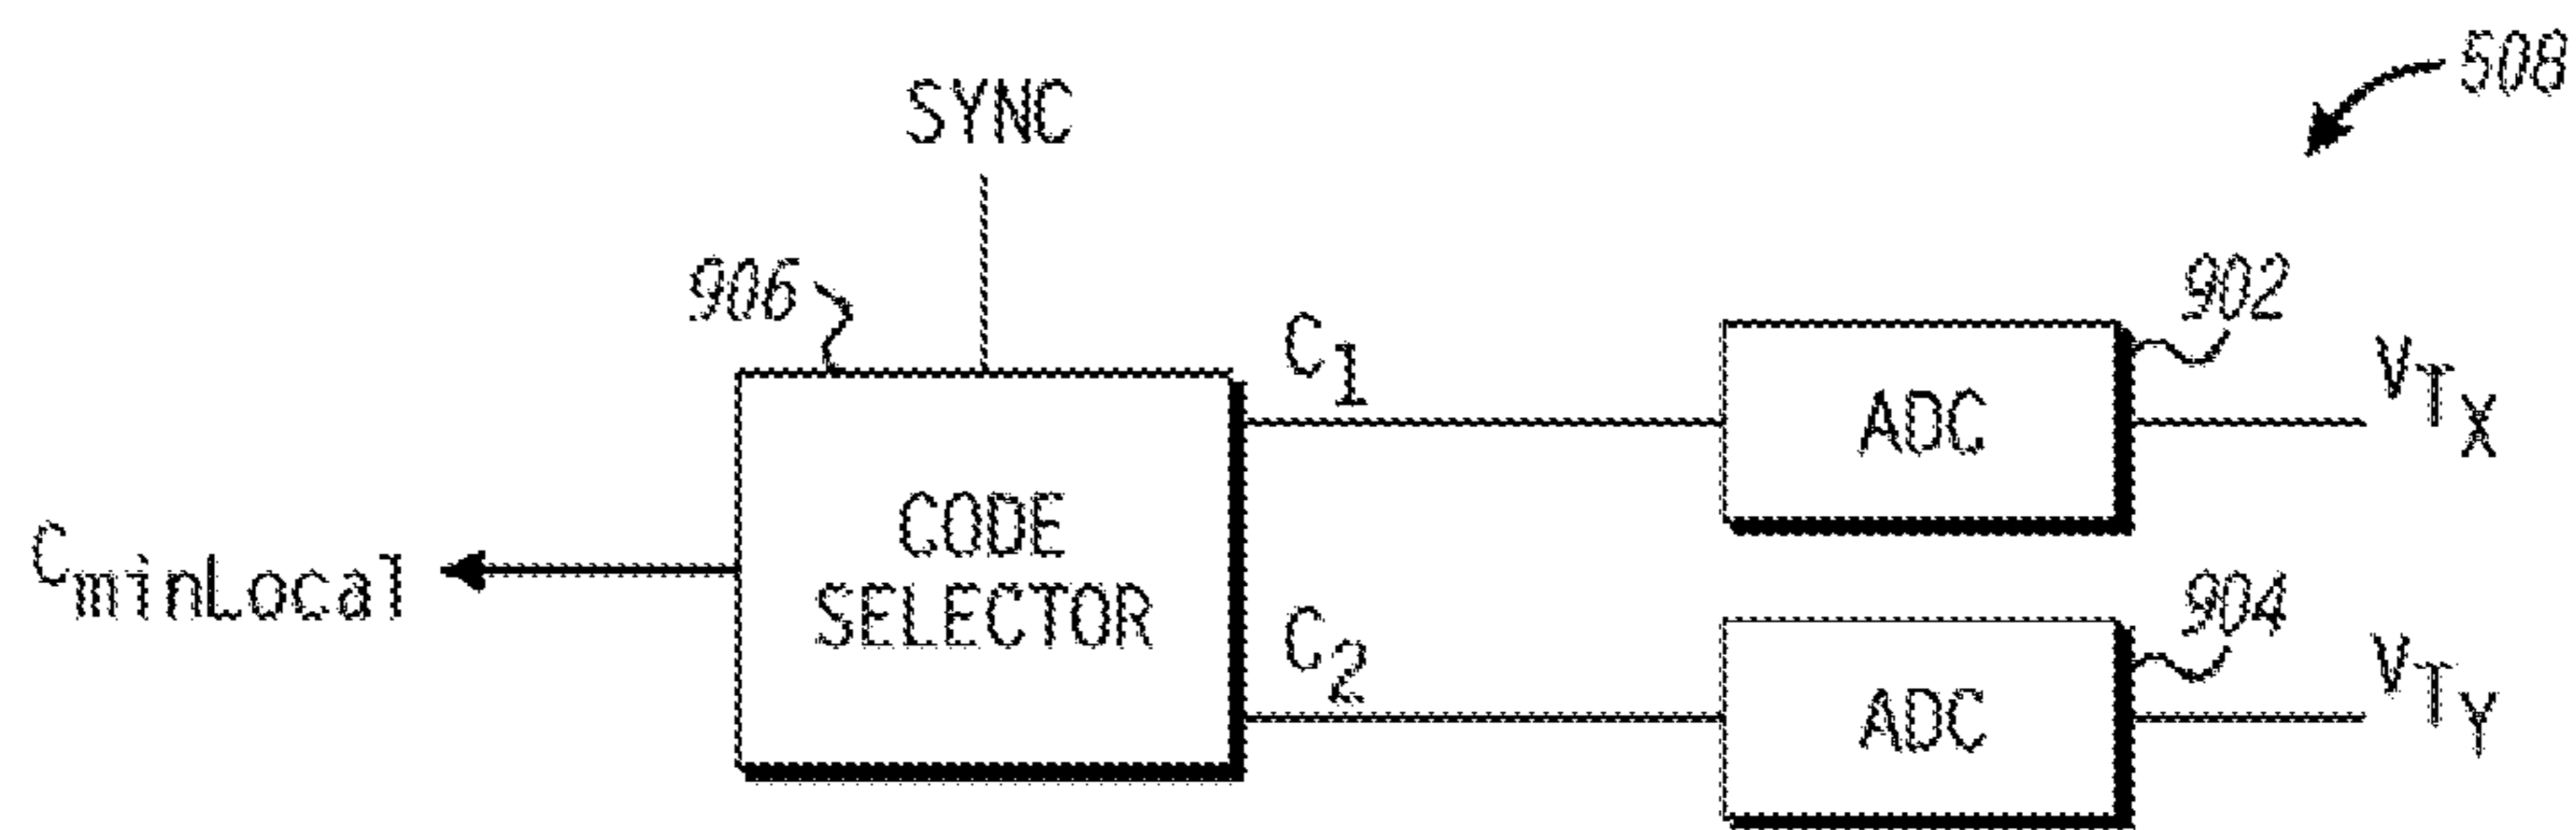 508
SYNC
906
902
C1
ADC
VTX
CODE
SELECTOR
CminLocal
904
C2
ADC
VTY